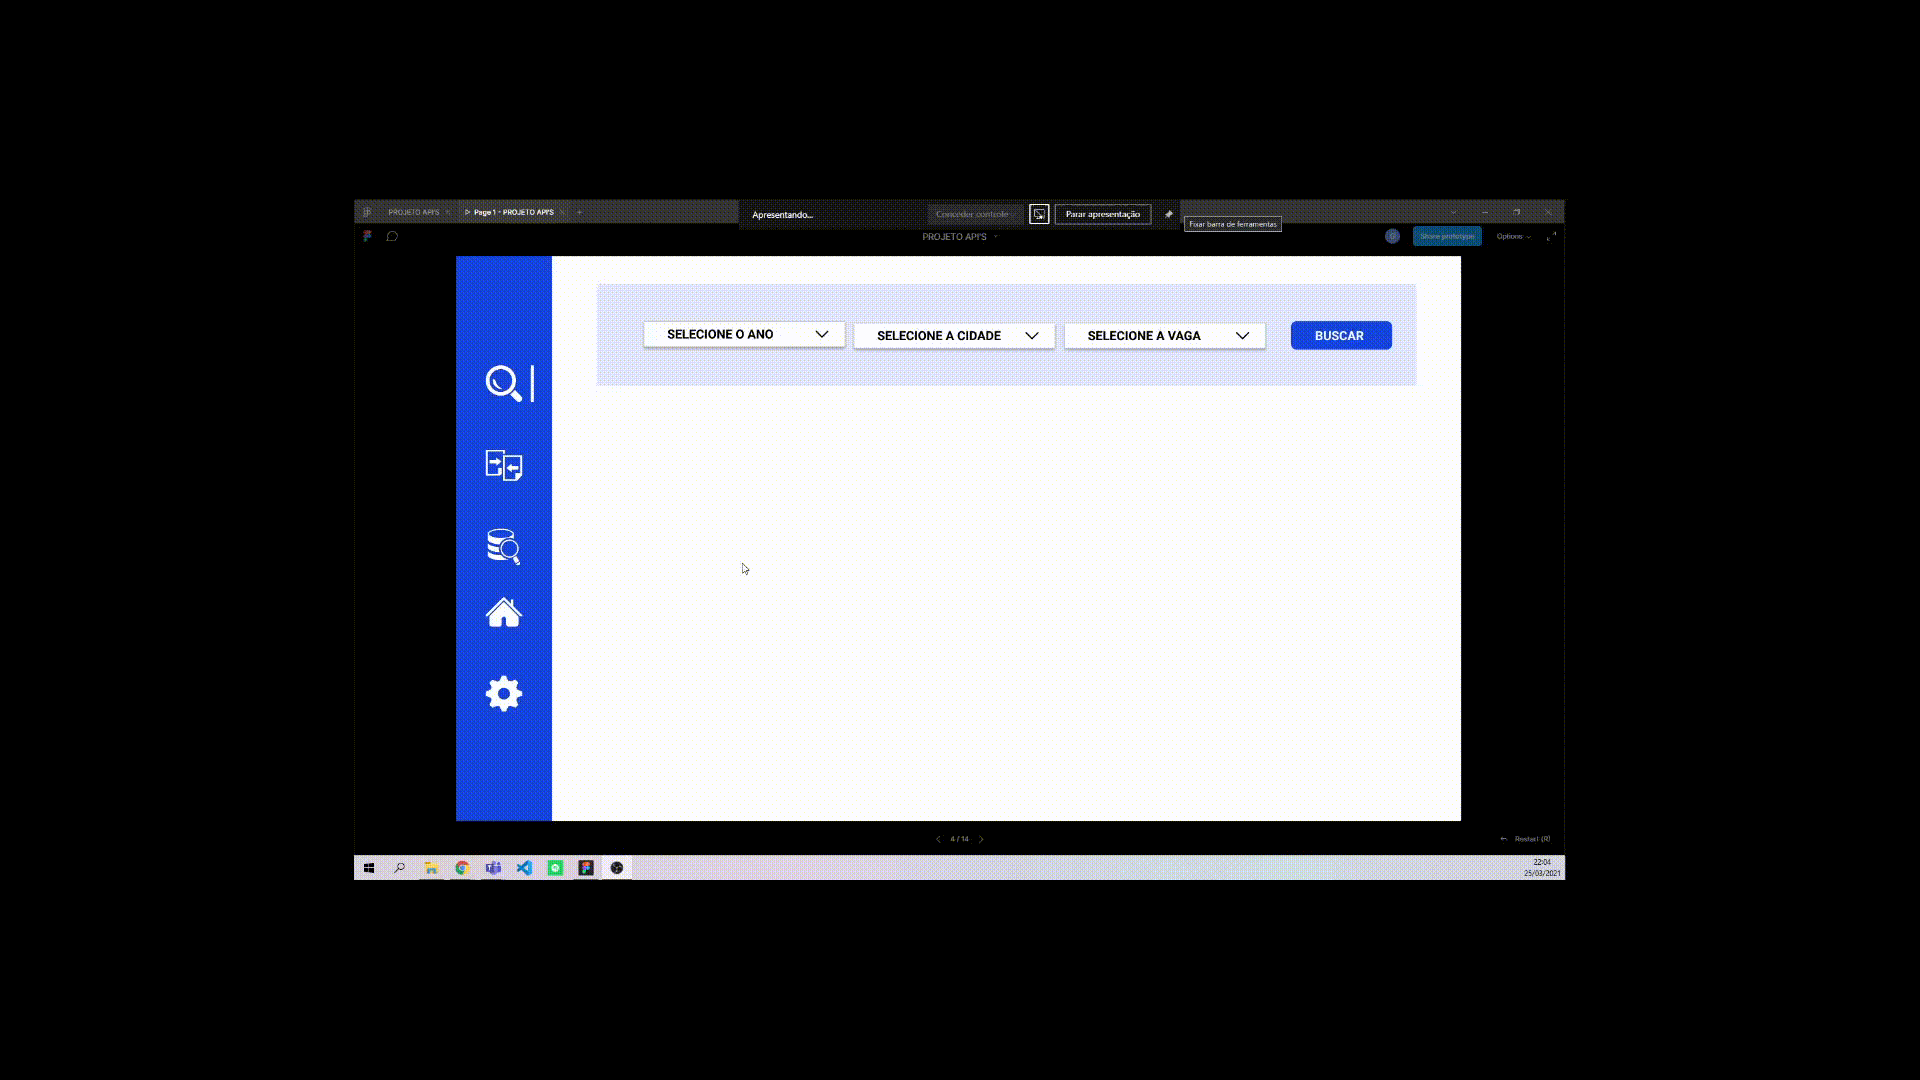 PROJETO API'S
Page 1 - PROJETO API'S
Apresentando...
Conceder controle
Parar apresentação
Fixar barra de ferramentas
PROJETO API'S
Share prototype
Options
SELECIONE O ANO
SELECIONE A CIDADE
SELECIONE A VAGA
BUSCAR
4 / 14
Restart (R)
22:04
25/03/2021